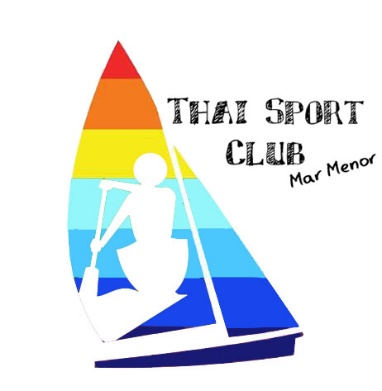 THAI SPORT
CLUB
Mar Menor